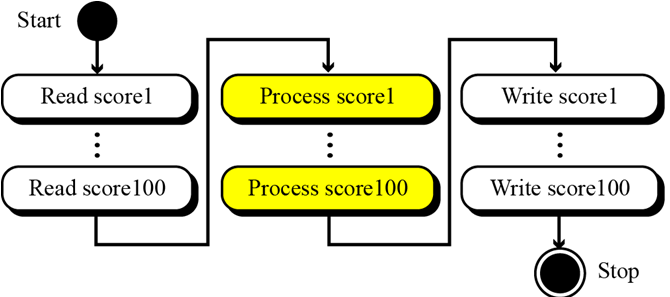 Start
Read score1
Process score1
Write score1
Read score100
Process score100
Write score100
Stop